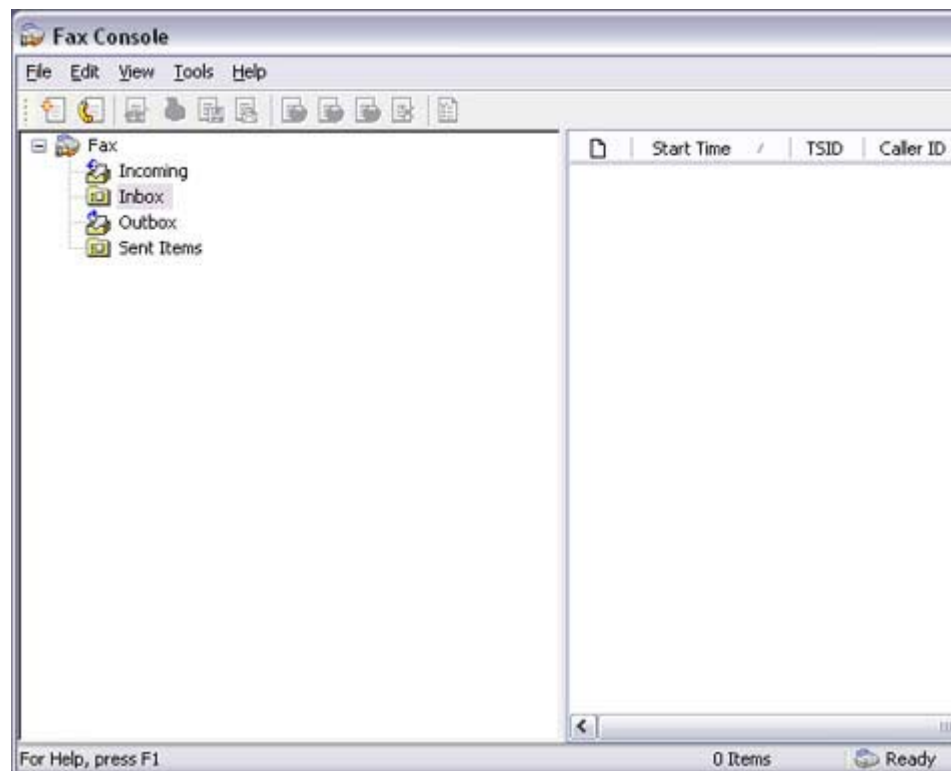 Fax Console
File Edit View Tools Help
Fax
Incoming
Inbox
Outbox
Sent Items
Start Time TSID Caller ID
For Help, press F1 0 Items Ready